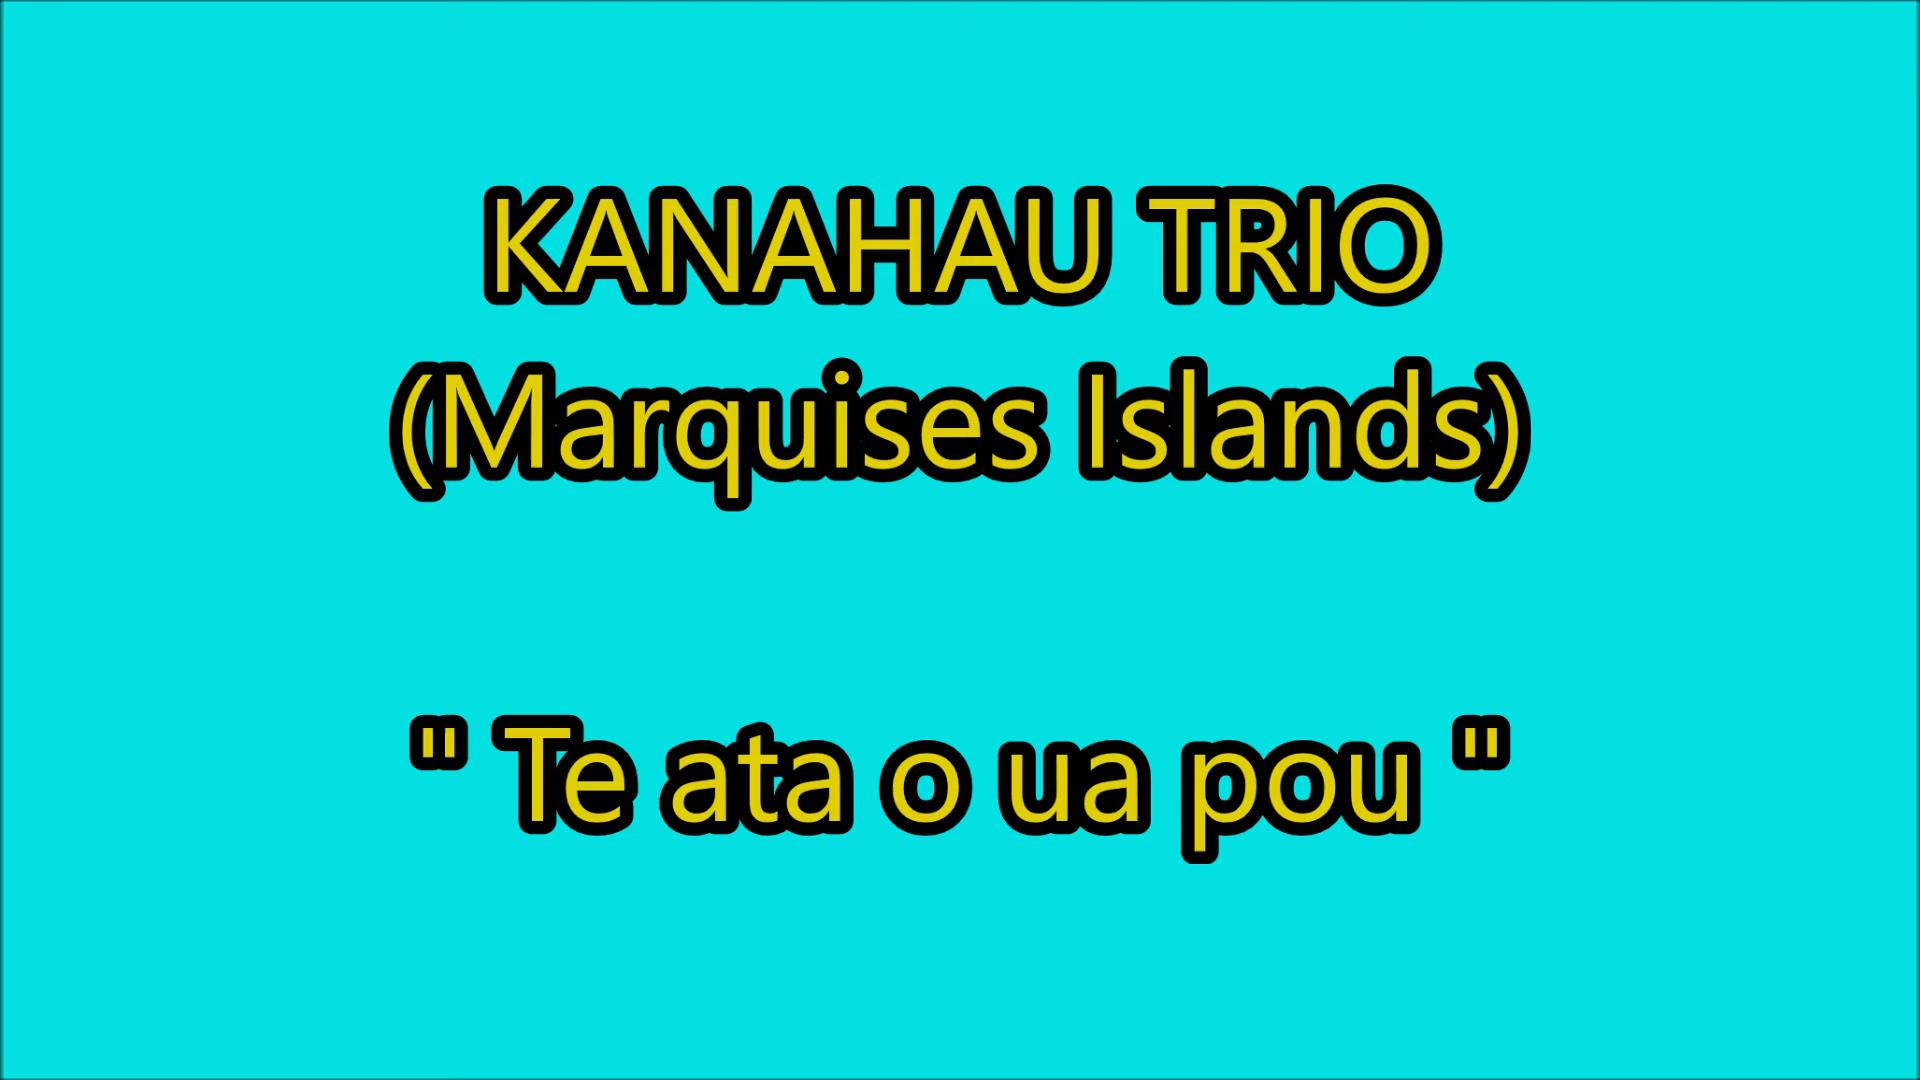 KANAHAU TRIO
(Marquises Islands)
" Te ata o ua pou "